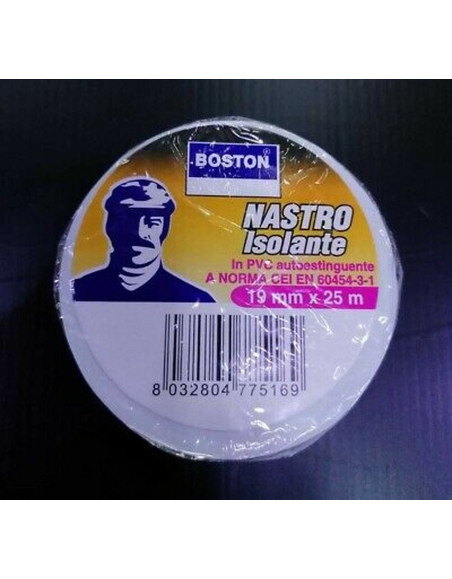 BOSTON
NASTRO
Isolante
In PVC autoestinguente
A NORMA CEI EN 60454-3-1
19 mm x 25 m
8 032804 775169